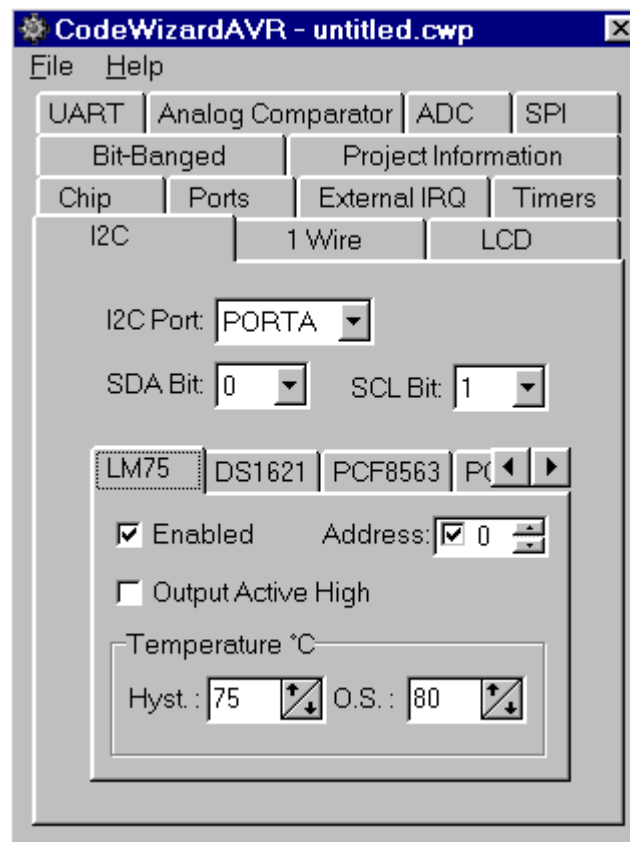 CodeWizardAVR - untitled.cwp
File Help
UART Analog Comparator ADC SPI
Bit-Banged Project Information
Chip Ports External IRQ Timers
I2C 1 Wire LCD
I2C Port: PORTA
SDA Bit: 0 SCL Bit: 1
LM75 DS1621 PCF8563
Enabled Address: 0
Output Active High
Temperature °C
Hyst. : 75 O.S. : 80